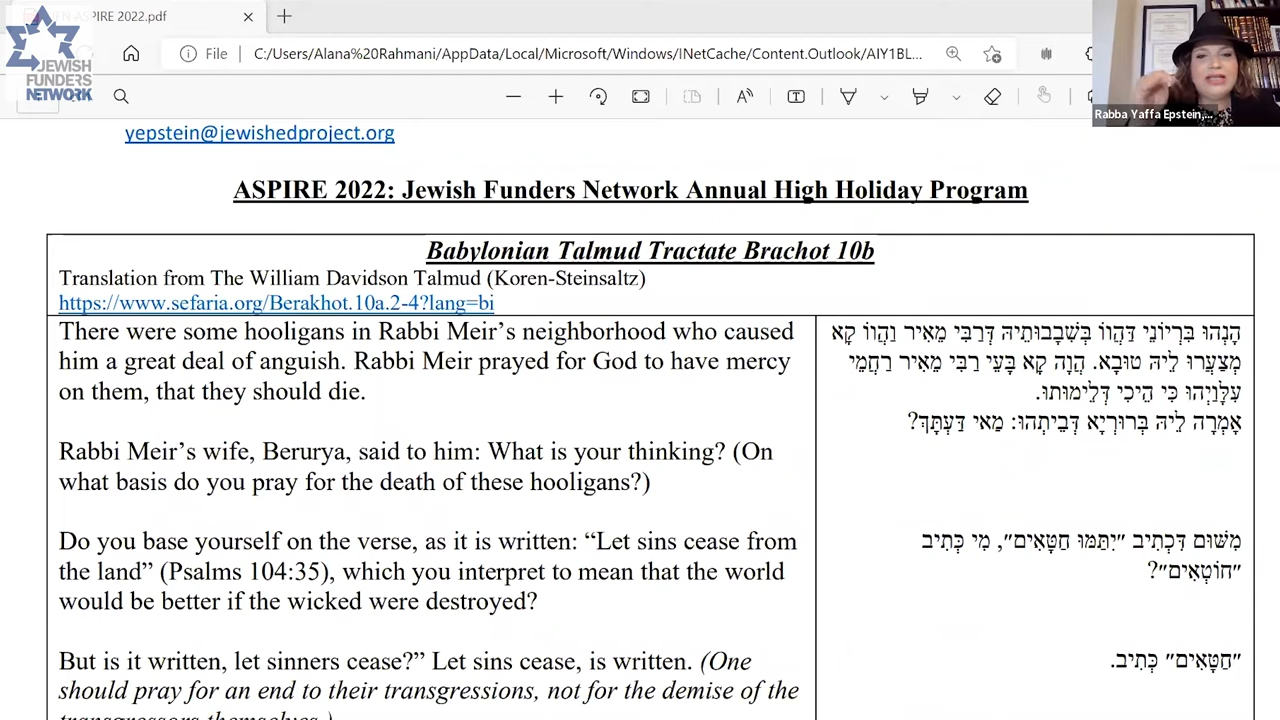 FN-ASPIRE 2022.pdf
JEWISH
FUNDERS
NETWORK
File
C:/Users/Alana%20Rahmani/AppData/Local/Microsoft/Windows/INetCache/Content.Outlook/AIY1BL...
Rabba Yaffa Epstein,...
yepstein@jewishedproject.org
ASPIRE 2022: Jewish Funders Network Annual High Holiday Program
Babylonian Talmud Tractate Brachot 10b
Translation from The William Davidson Talmud (Koren-Steinsaltz)
https://www.sefaria.org/Berakhot.10a.2-4?lang=bi
There were some hooligans in Rabbi Meir's neighborhood who caused
him a great deal of anguish. Rabbi Meir prayed for God to have mercy
on them, that they should die.
Rabbi Meir's wife, Berurya, said to him: What is your thinking? (On
what basis do you pray for the death of these hooligans?)
Do you base yourself on the verse, as it is written: “Let sins cease from
the land” (Psalms 104:35), which you interpret to mean that the world
would be better if the wicked were destroyed?
But is it written, let sinners cease?” Let sins cease, is written. (One
should pray for an end to their transgressions, not for the demise of the
transgressors themselves.)
הָנְהוּ בִּרְיוֹנֵי דַּהֲווֹ בְּשִׁבָבוּתֵיהּ דְּרַבִּי מֵאִיר וַהֲווֹ קָא
מְצַעֲרוּ לֵיהּ טוּבָא. הֲוָה קָא בָּעֵי רַבִּי מֵאִיר רַחֲמֵי
עִלָּוַיְהוּ כִּי הֵיכִי דְּלֵימוּתוּ.
אָמְרָה לֵיהּ בְּרוּרְיָא דְּבֵיתְהוּ: מַאי דַּעְתָּךְ?
מִשּׁוּם דִּכְתִיב ״יִתַּמּוּ חַטָּאִים״, מִי כְּתִיב
״חוֹטְאִים״?
״חַטָּאִים״ כְּתִיב.